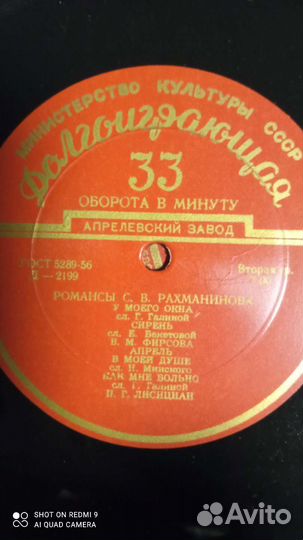 МИНИСТЕРСТВО КУЛЬТУРЫ СССР
Долгоиграющая
33
ОБОРОТА В МИНУТУ
АПРЕЛЕВСКИЙ ЗАВОД
ГОСТ 5289-56
Д—2199
Вторая
РОМАНСЫ С. В. РАХМАНИНОВА
У МОЕГО ОКНА
сл. Г. Галиной
СИРЕНЬ
сл. Е. Бекетовой
В. М. ФИРСОВА
АПРЕЛЬ
В МОЕЙ ДУШЕ
сл. Н. Минского
КАК МНЕ БОЛЬНО
сл. Г. Галиной
П. Г. ЛИСИЦИАН
SHOT ON REDMI 9
AI QUAD CAMERA
Avito